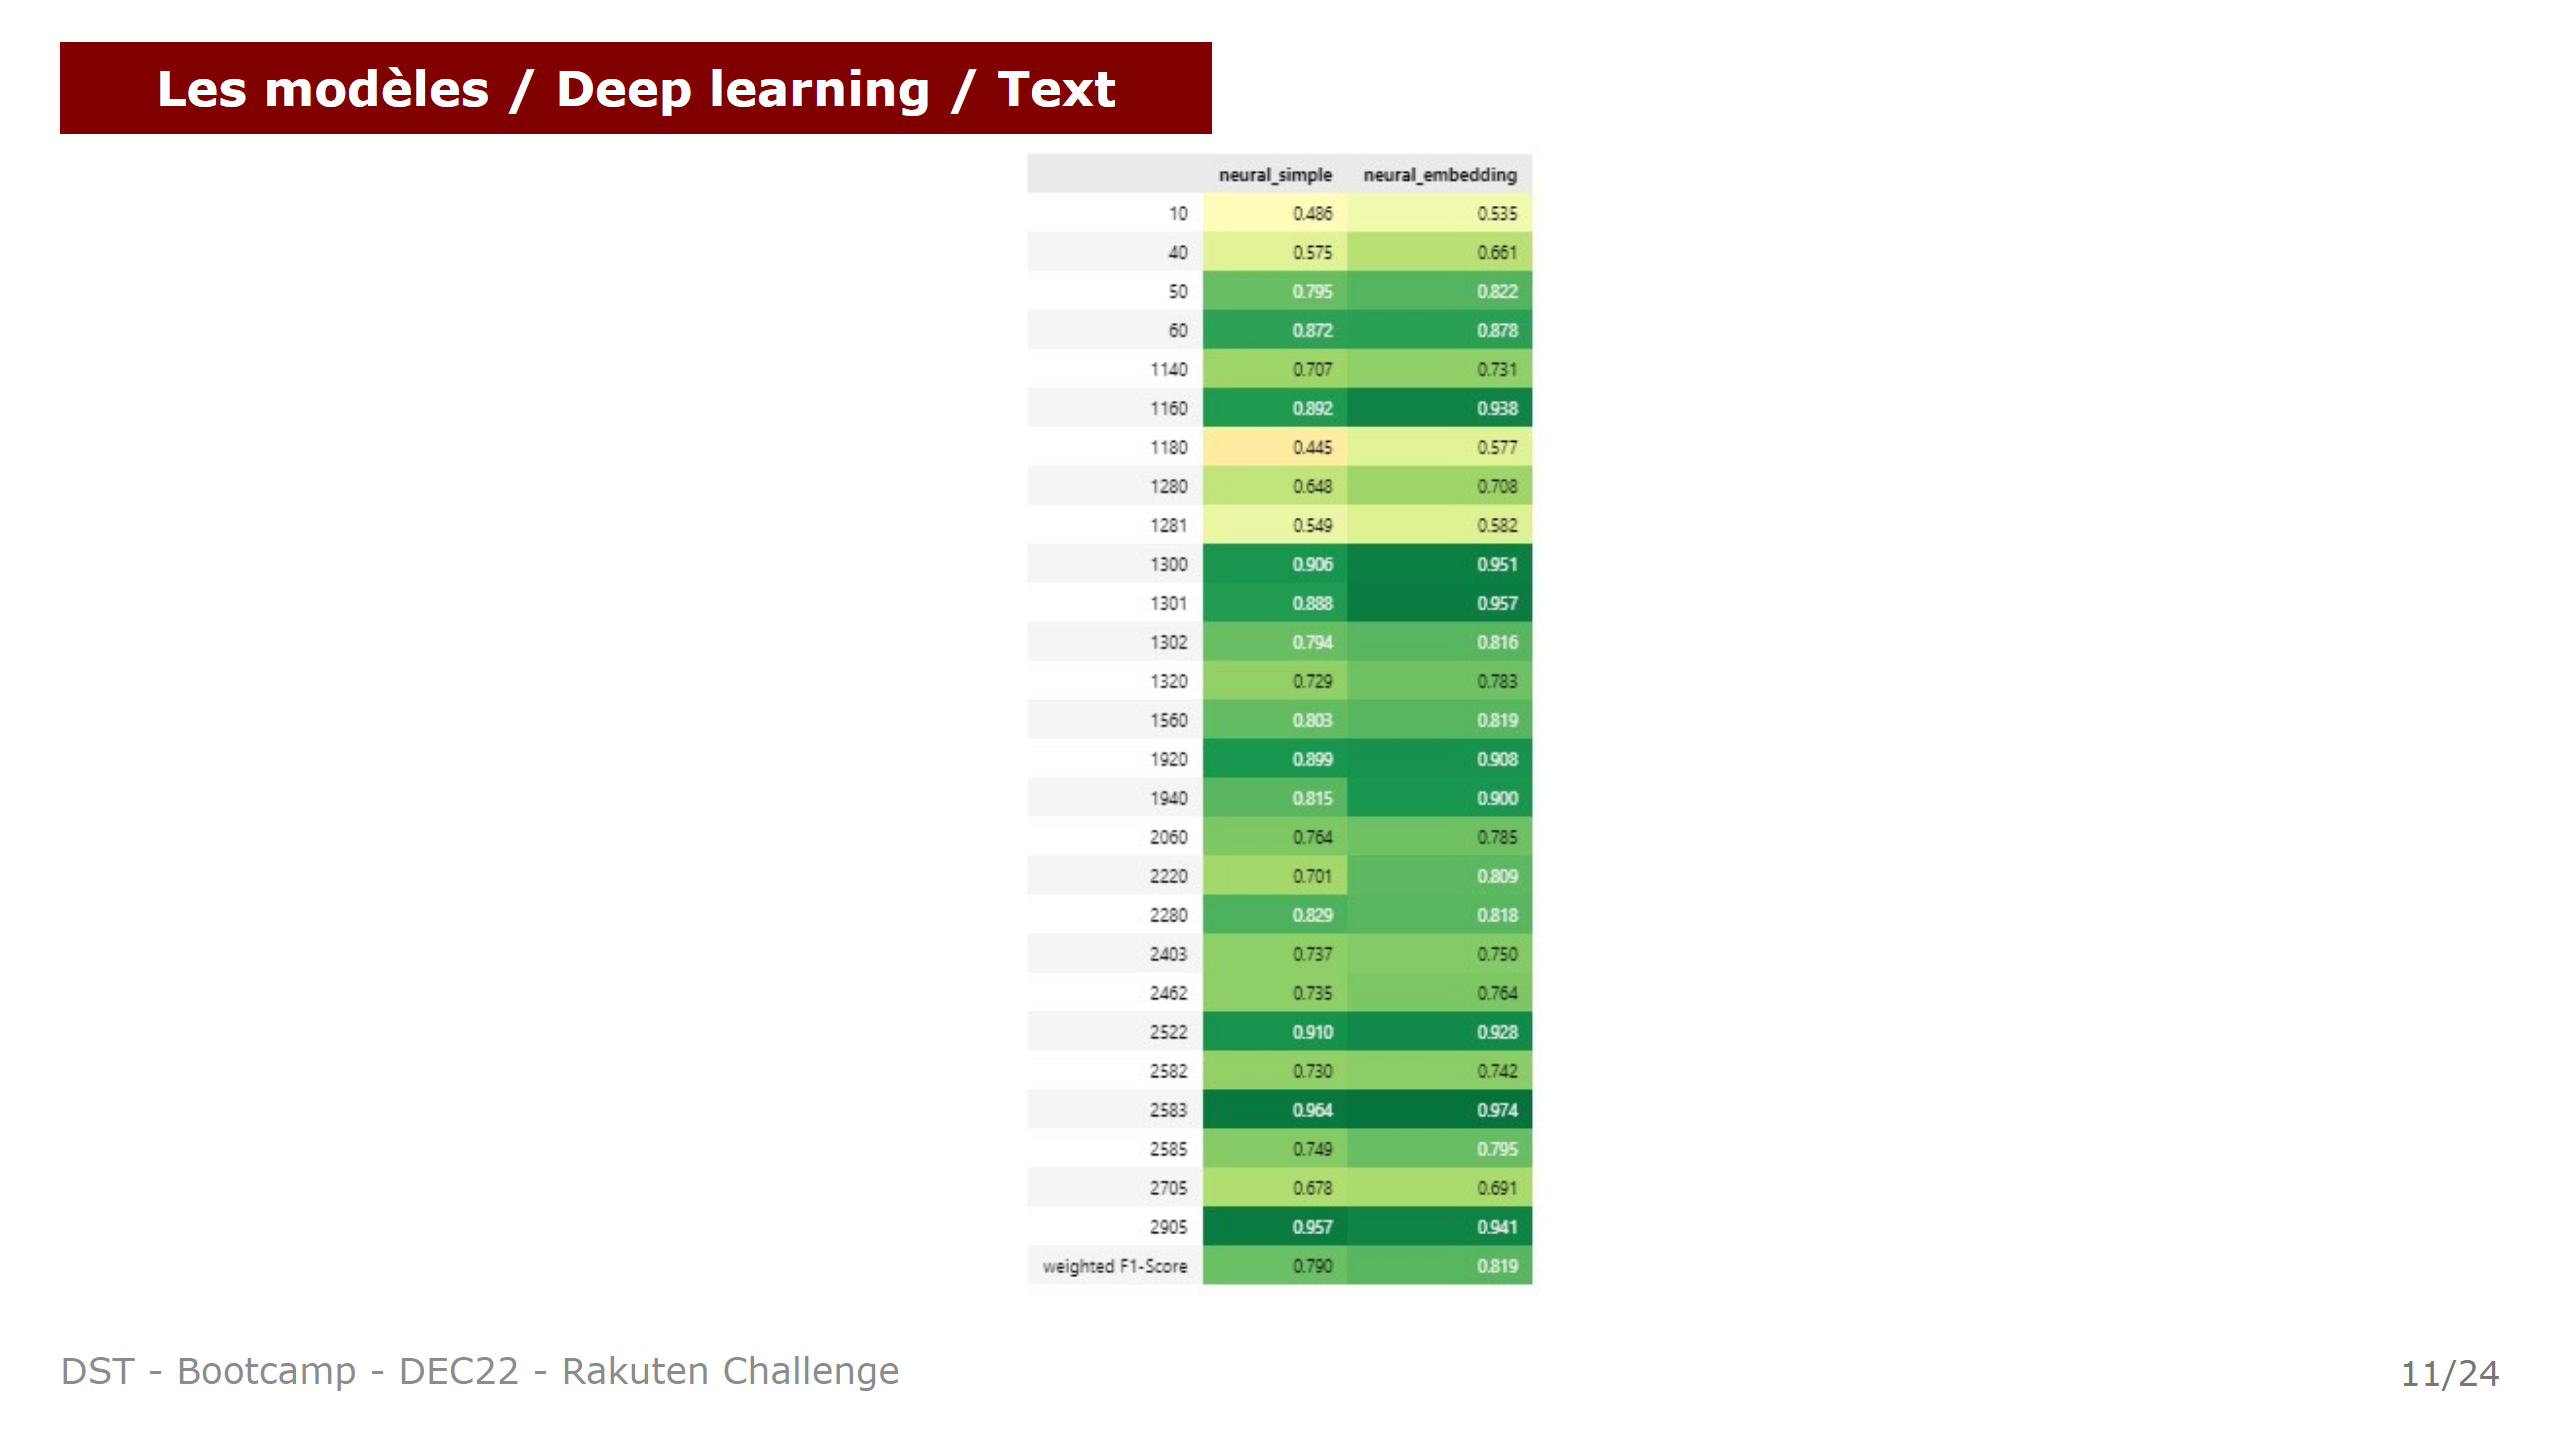 Les modèles / Deep learning / Text
neural_simple neural_embedding
10 0.486 0.535
40 0.575 0.661
50 0.795 0.822
60 0.872 0.878
1140 0.707 0.731
1160 0.892 0.938
1180 0.445 0.577
1280 0.648 0.708
1281 0.549 0.582
1300 0.906 0.951
1301 0.888 0.957
1302 0.794 0.816
1320 0.729 0.783
1560 0.803 0.819
1920 0.899 0.908
1940 0.815 0.900
2060 0.764 0.785
2220 0.701 0.809
2280 0.829 0.818
2403 0.737 0.750
2462 0.735 0.764
2522 0.910 0.928
2582 0.730 0.742
2583 0.964 0.974
2585 0.749 0.795
2705 0.678 0.691
2905 0.957 0.941
weighted F1-Score 0.790 0.819
DST - Bootcamp - DEC22 - Rakuten Challenge
11/24